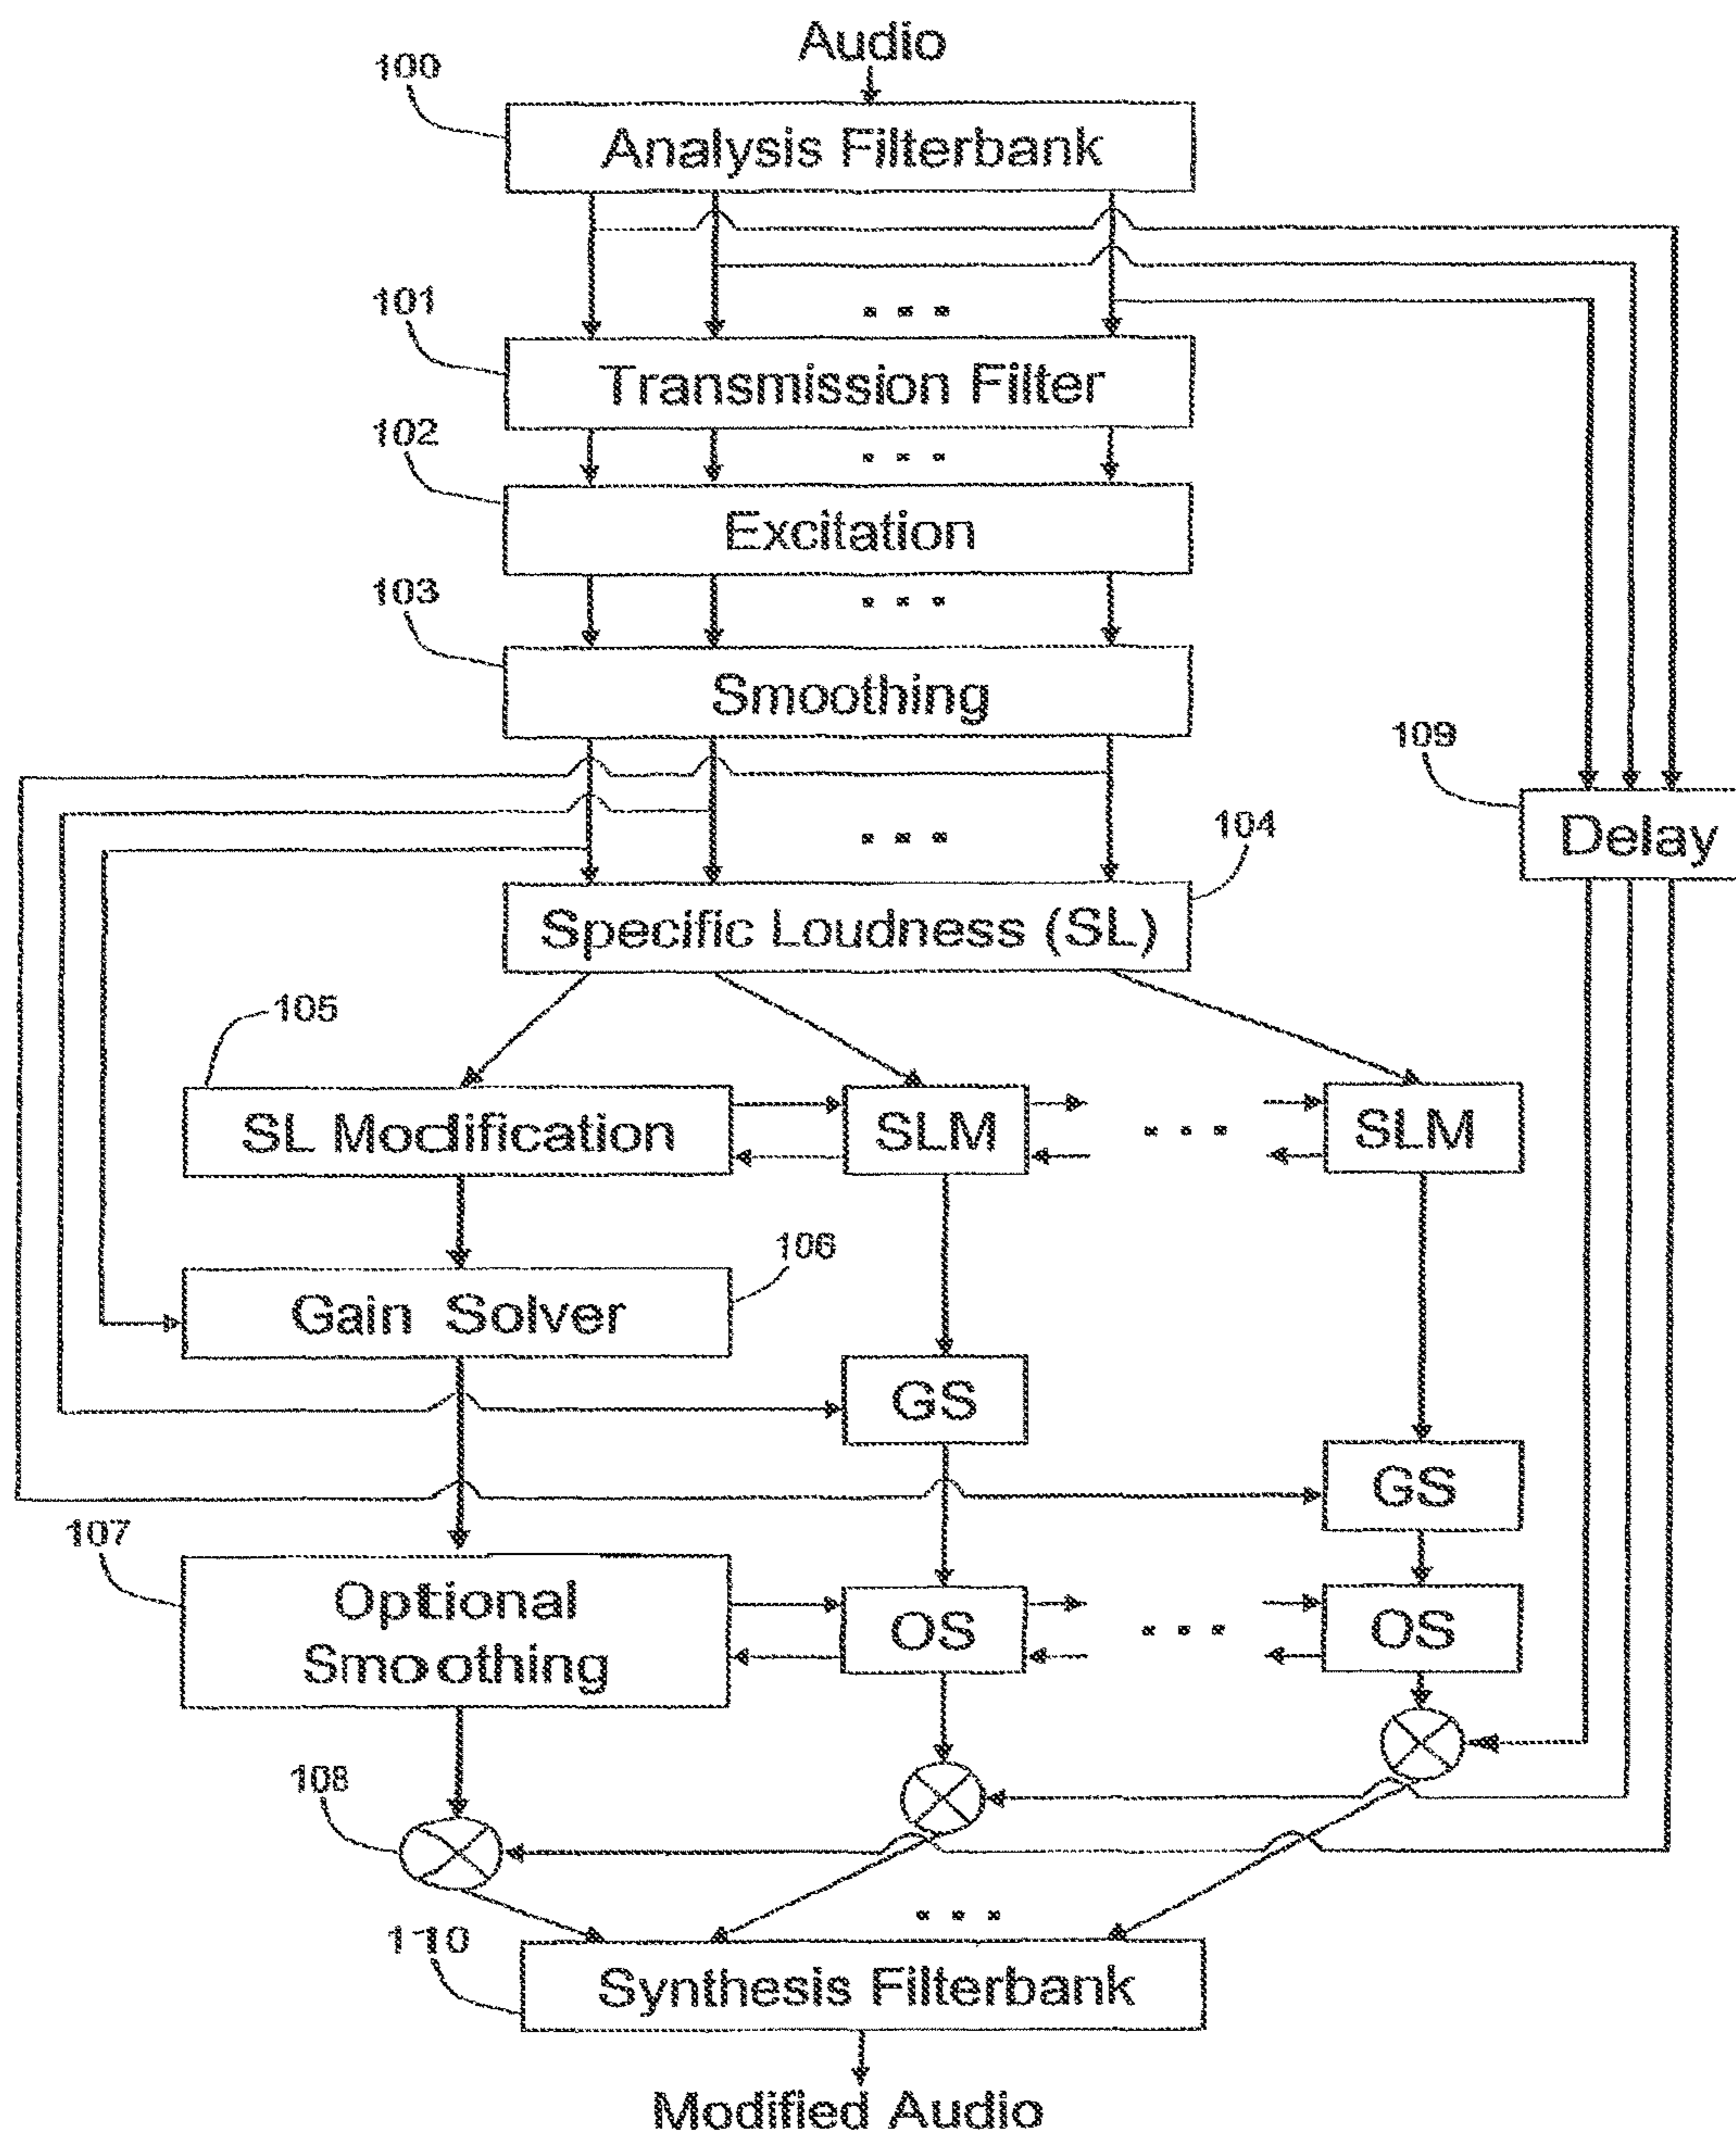 Audio
100
Analysis Filterbank
101
...
Transmission Filter
102
...
Excitation
103
...
Smoothing
109
104
...
Delay
Specific Loudness (SL)
105
SL Modification
SLM
...
SLM
106
Gain Solver
GS
GS
107
Optional
Smoothing
OS
...
OS
108
...
110
Synthesis Filterbank
Modified Audio